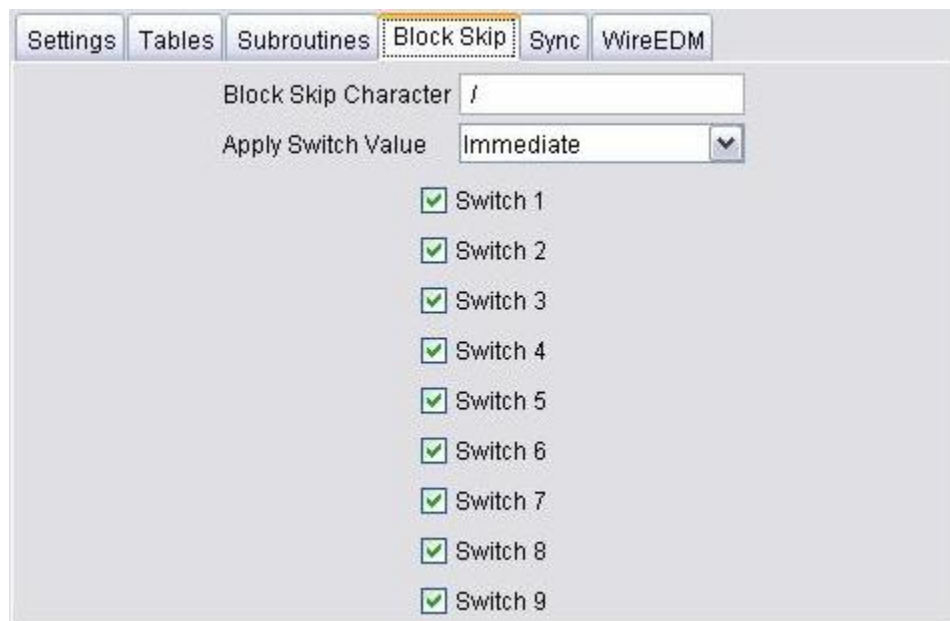 Settings Tables Subroutines Block Skip Sync WireEDM
Block Skip Character /
Apply Switch Value Immediate
Switch 1
Switch 2
Switch 3
Switch 4
Switch 5
Switch 6
Switch 7
Switch 8
Switch 9